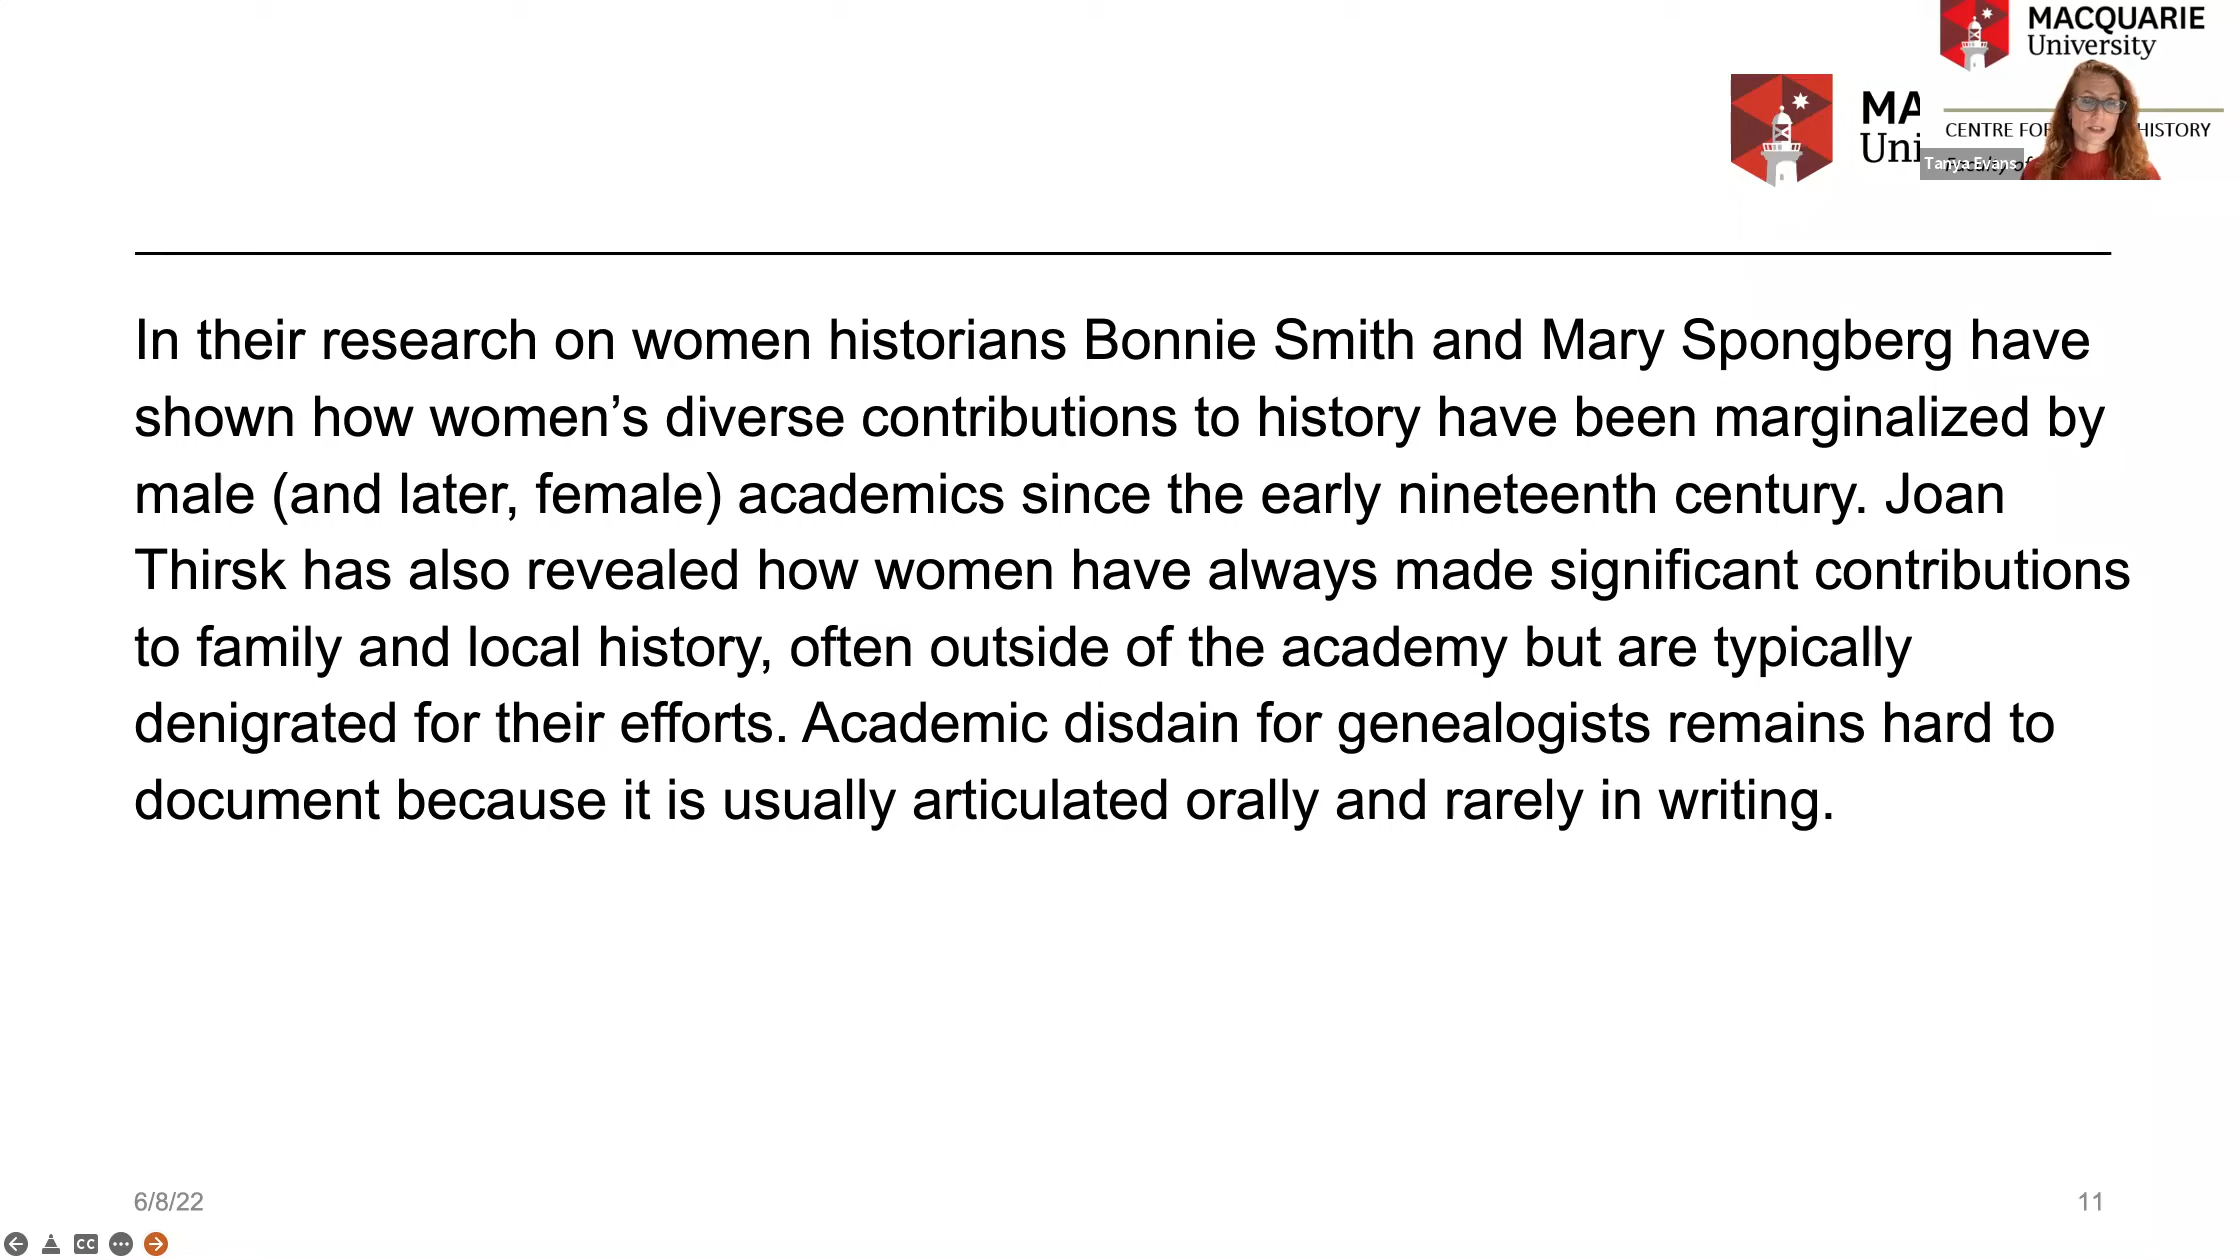 MACQUARIE
University
MA
Uni
CENTRE FOR HISTORY
Tanya Evans
In their research on women historians Bonnie Smith and Mary Spongberg have
shown how women’s diverse contributions to history have been marginalized by
male (and later, female) academics since the early nineteenth century. Joan
Thirsk has also revealed how women have always made significant contributions
to family and local history, often outside of the academy but are typically
denigrated for their efforts. Academic disdain for genealogists remains hard to
document because it is usually articulated orally and rarely in writing.
6/8/22
11
CC